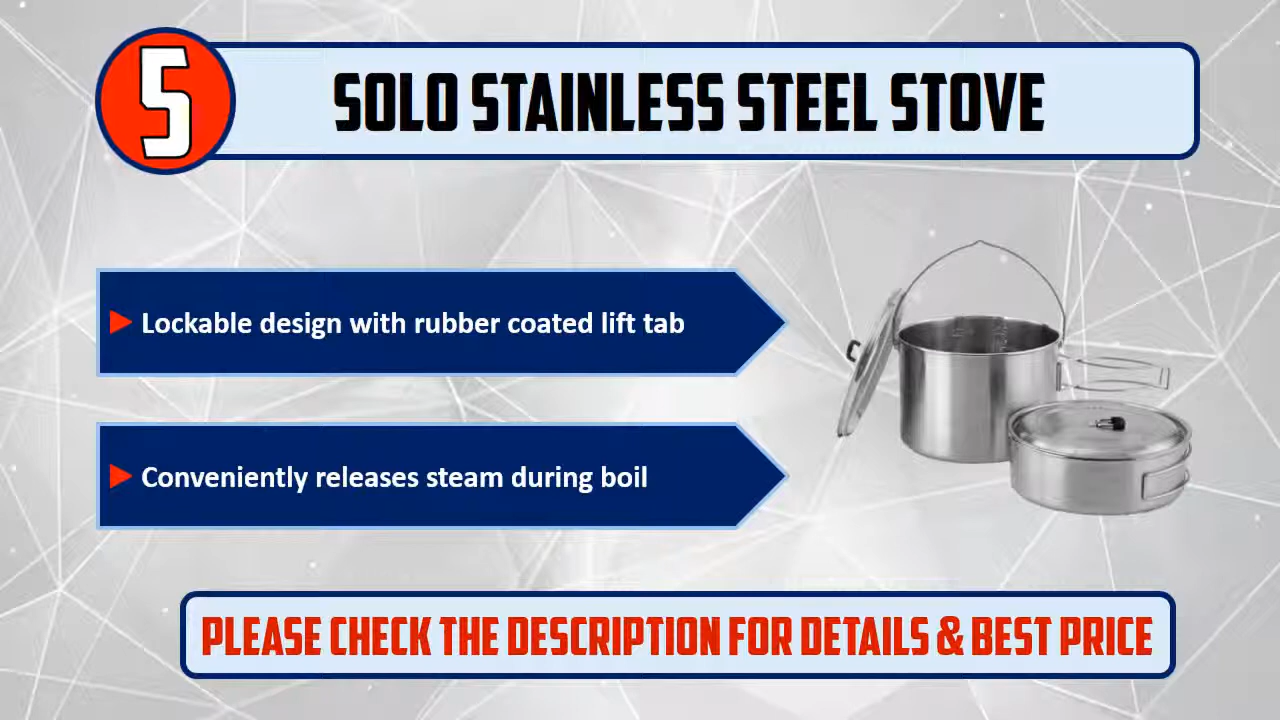 5
SOLO STAINLESS STEEL STOVE
Lockable design with rubber coated lift tab
Conveniently releases steam during boil
PLEASE CHECK THE DESCRIPTION FOR DETAILS & BEST PRICE